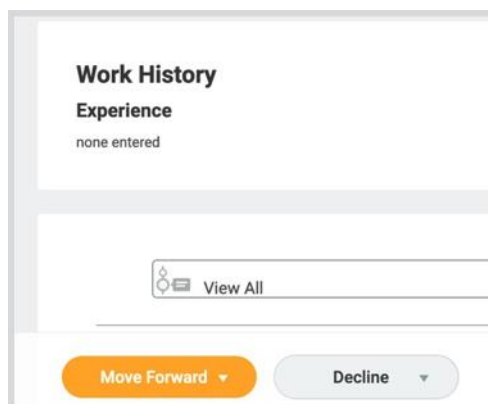 Work History
Experience
none entered
View All
Move Forward
Decline